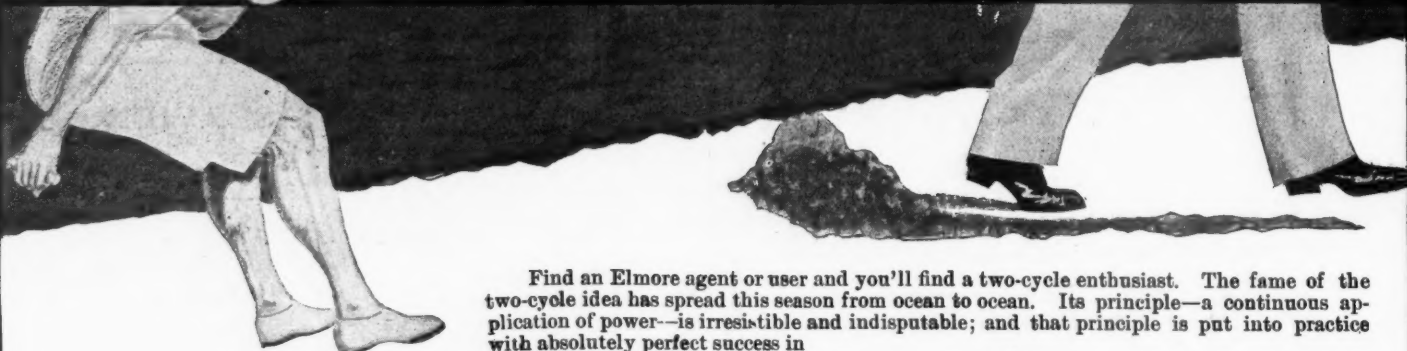 Find an Elmore agent or user and you'll find a two-cycle enthusiast. The fame of the
two-cycle idea has spread this season from ocean to ocean. Its principle—a continuous ap-
plication of power--is irresistible and indisputable; and that principle is put into practice
with absolutely perfect success in